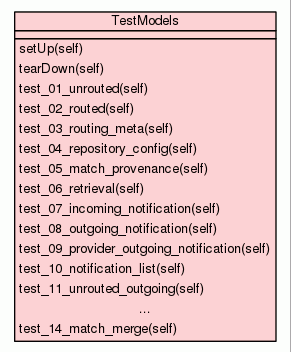 TestModels
setUp(self)
tearDown(self)
test_01_unrouted(self)
test_02_routed(self)
test_03_routing_meta(self)
test_04_repository_config(self)
test_05_match_provenance(self)
test_06_retrieval(self)
test_07_incoming_notification(self)
test_08_outgoing_notification(self)
test_09_provider_outgoing_notification(self)
test_10_notification_list(self)
test_11_unrouted_outgoing(self)
...
test_14_match_merge(self)